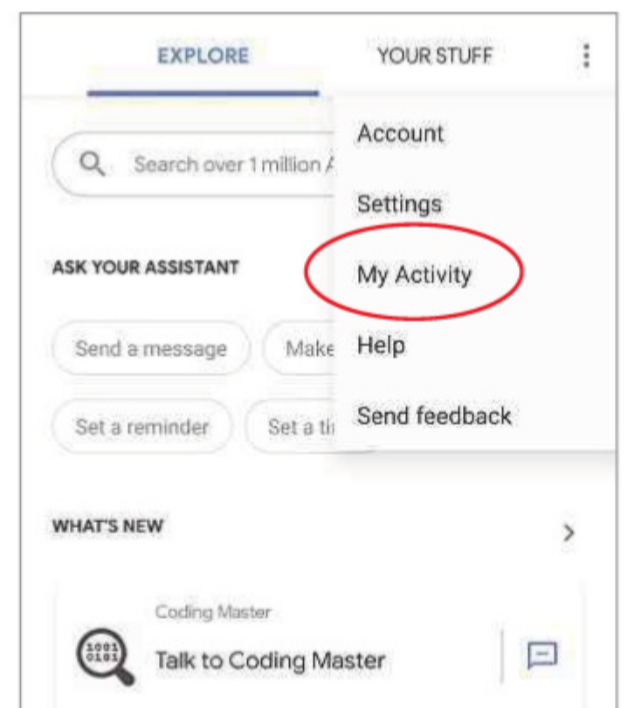 EXPLORE
YOUR STUFF
Account
Search over 1 million
Settings
ASK YOUR ASSISTANT
My Activity
Send a message
Make
Help
Set a reminder
Set a
Send feedback
WHAT'S NEW
Coding Master
1001
0101
Talk to Coding Master